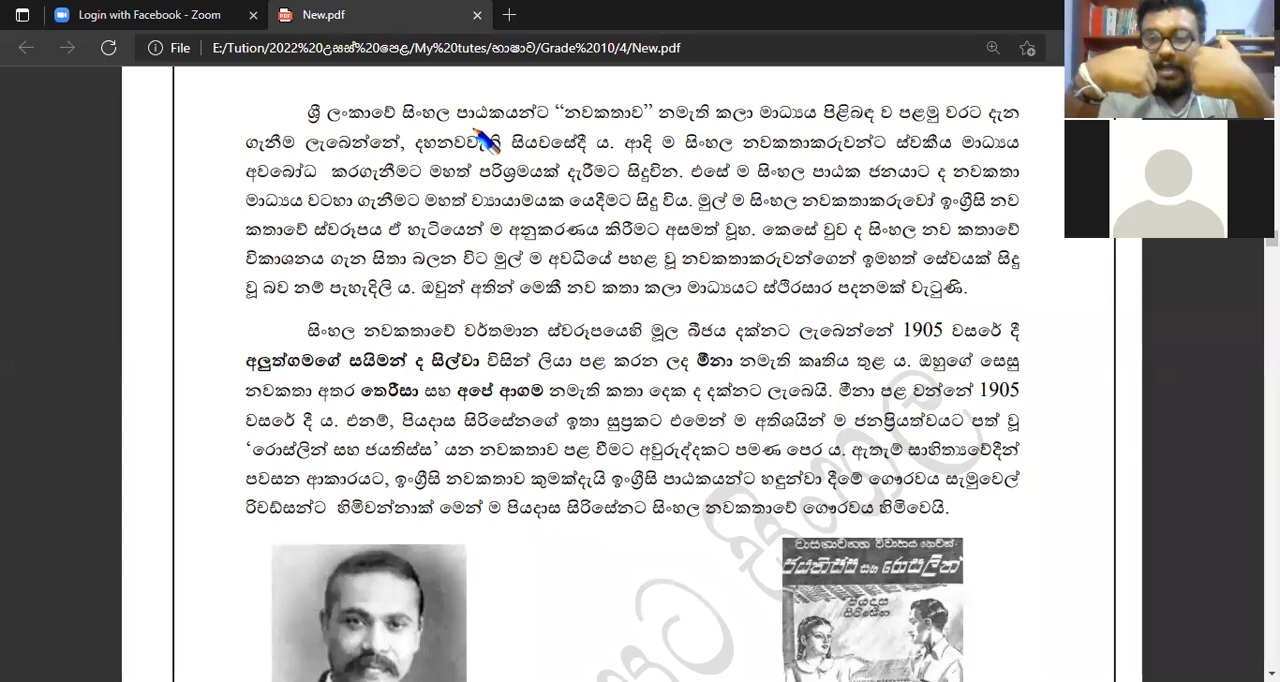 Login with Facebook - Zoom
New.pdf
File
E:/Tution/2022%20උසස්%20පෙළ/My%20tutes/භාෂාව/Grade%2010/4/New.pdf
ශ්‍රී ලංකාවේ සිංහල පාඨකයන්ට “නවකතාව” නමැති කලා මාධ්‍යය පිළිබඳ ව පළමු වරට දැන
ගැනීම ලැබෙන්නේ, දහනවවැනි සියවසේදී ය. ආදි ම සිංහල නවකතාකරුවන්ට ස්වකීය මාධ්‍යය
අවබෝධ කරගැනීමට මහත් පරිශ්‍රමයක් දැරීමට සිදුවින. එසේ ම සිංහල පාඨක ජනයාට ද නවකතා
මාධ්‍යය වටහා ගැනීමට මහත් ව්‍යායාමයක යෙදීමට සිදු විය. මුල් ම සිංහල නවකතාකරුවෝ ඉංග්‍රීසි නව
කතාවේ ස්වරූපය ඒ හැටියෙන් ම අනුකරණය කිරීමට අසමත් වූහ. කෙසේ වුව ද සිංහල නව කතාවේ
විකාශනය ගැන සිතා බලන විට මුල් ම අවධියේ පහළ වූ නවකතාකරුවන්ගෙන් ඉමහත් සේවයක් සිදු
වූ බව නම් පැහැදිලි ය. ඔවුන් අතින් මෙකී නව කතා කලා මාධ්‍යයට ස්ථිරසාර පදනමක් වැටුණි.
සිංහල නවකතාවේ වර්තමාන ස්වරූපයෙහි මූල බීජය දක්නට ලැබෙන්නේ 1905 වසරේ දී
අලුත්ගමගේ සයිමන් ද සිල්වා විසින් ලියා පළ කරන ලද මීනා නමැති කෘතිය තුළ ය. ඔහුගේ සෙසු
නවකතා අතර තෙරීසා සහ අපේ ආගම නමැති කතා දෙක ද දක්නට ලැබෙයි. මීනා පළ වන්නේ 1905
වසරේ දී ය. එනම්, පියදාස සිරිසේනගේ ඉතා සුප්‍රකට එමෙන් ම අතිශයින් ම ජනප්‍රියත්වයට පත් වූ
‘රොස්ලින් සහ ජයතිස්ස’ යන නවකතාව පළ වීමට අවුරුද්දකට පමණ පෙර ය. ඇතැම් සාහිත්‍යවේදීන්
පවසන ආකාරයට, ඉංග්‍රීසි නවකතාව කුමක්දැයි ඉංග්‍රීසි පාඨකයන්ට හඳුන්වා දීමේ ගෞරවය සැමුවෙල්
රිචඩ්සන්ට හිමිවන්නාක් මෙන් ම පියදාස සිරිසේනට සිංහල නවකතාවේ ගෞරවය හිමිවෙයි.
ජයතිස්ස සහ රොසලින්
පියදාස
සිරිසේන